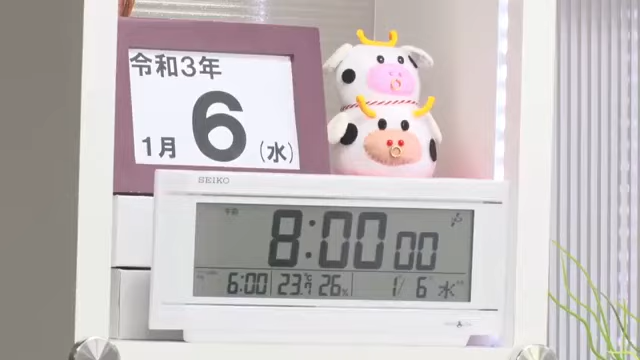 令和3年
1月 6 (水)
SEIKO
午前
8:00 00
6:00 23.7℃ 26% 1/6 水